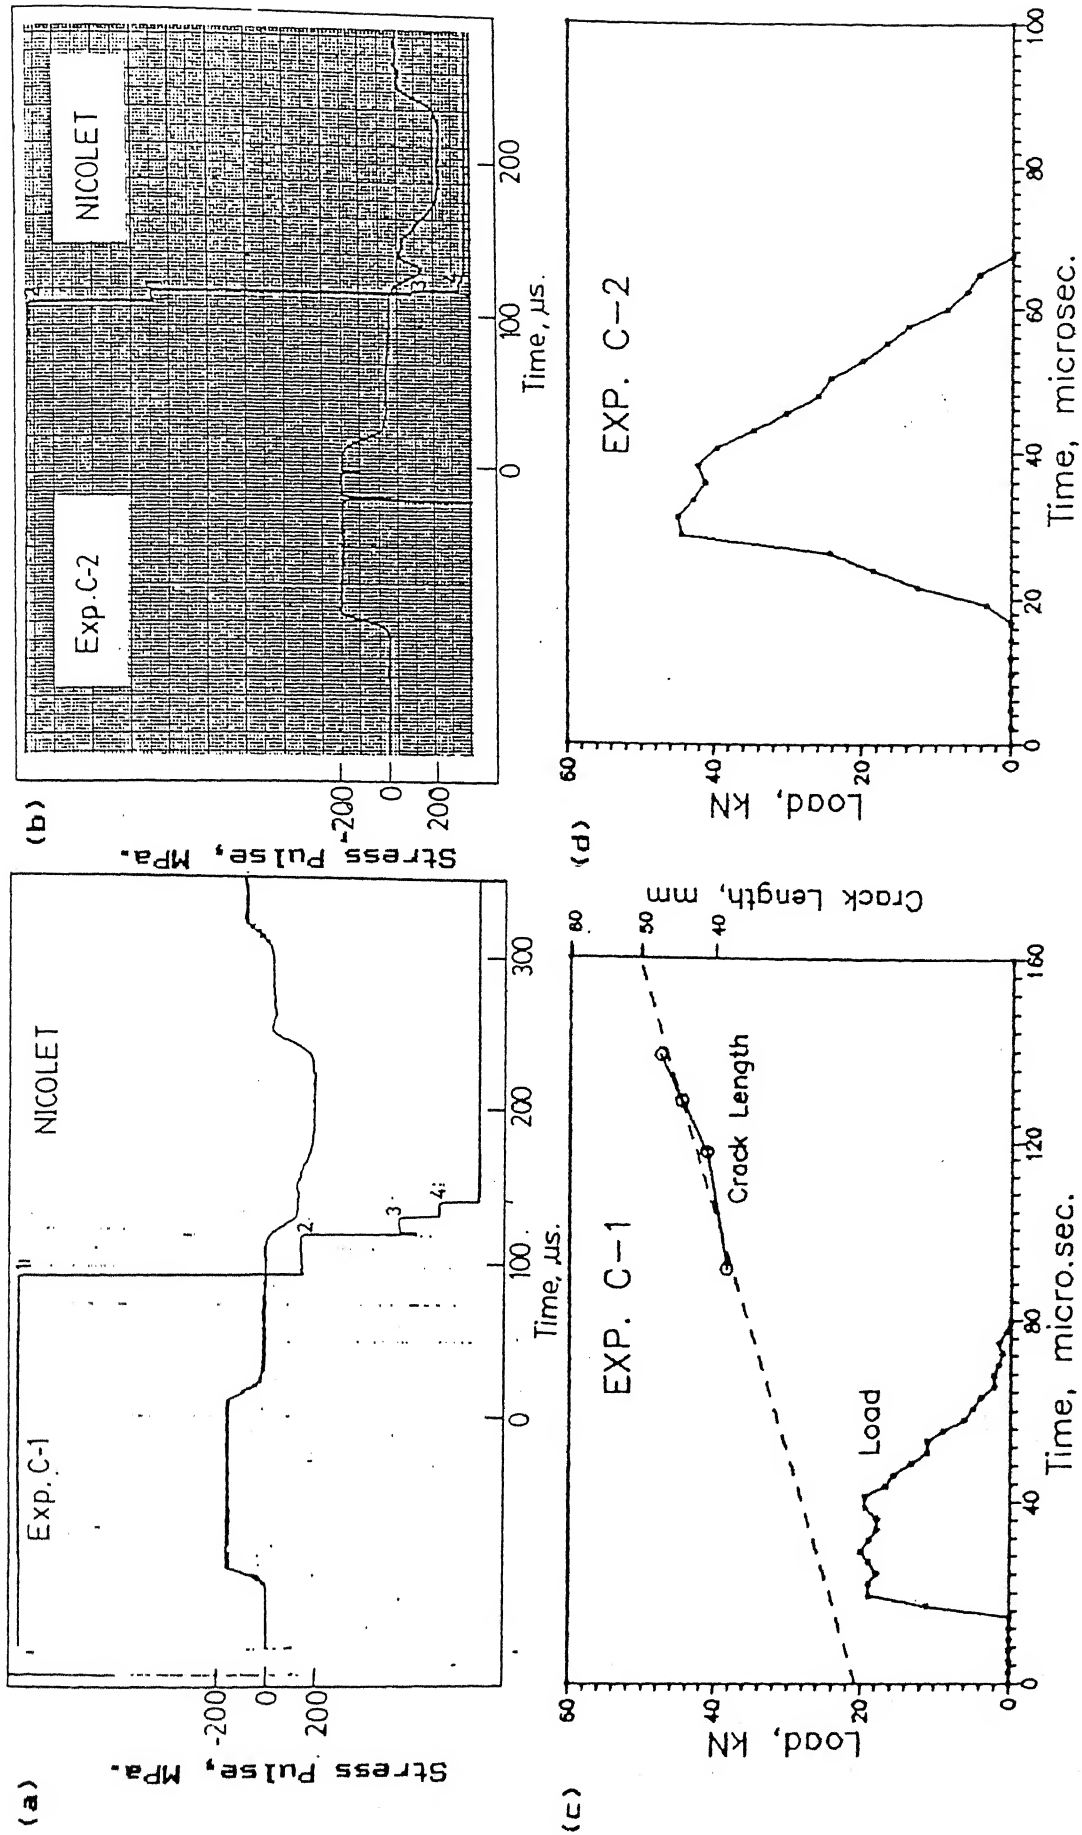 (a)
Exp. C-1
NICOLET
1
2
3
4
-200
0
200
Stress Pulse, MPa.
0
100
200
300
Time, µs.
(b)
Exp. C-2
NICOLET
2
3
-200
0
200
Stress Pulse, MPa.
0
100
200
Time, µs.
(c)
EXP. C-1
60
40
20
0
Load, kN
Load
Crack Length
60
50
40
Crack Length, mm
0
40
80
120
160
Time, micro.sec.
(d)
EXP. C-2
60
40
20
0
Load, kN
0
20
40
60
80
100
Time, microsec.